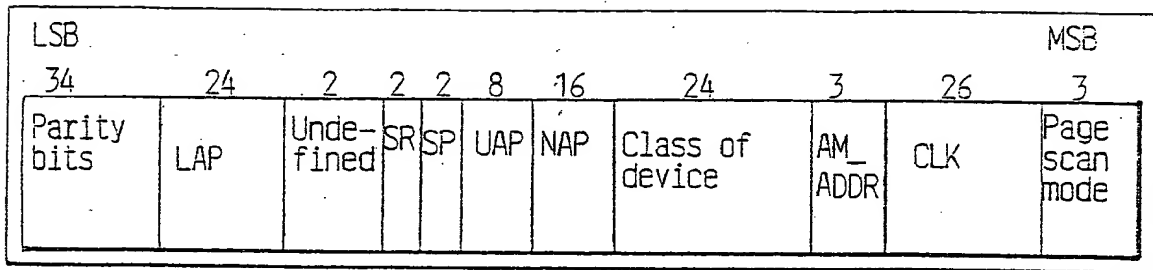 LSB MSB
34 24 2 2 2 8 16 24 3 26 3
Parity bits
LAP
Unde-
fined
SR
SP
UAP
NAP
Class of
device
AM_
ADDR
CLK
Page
scan
mode